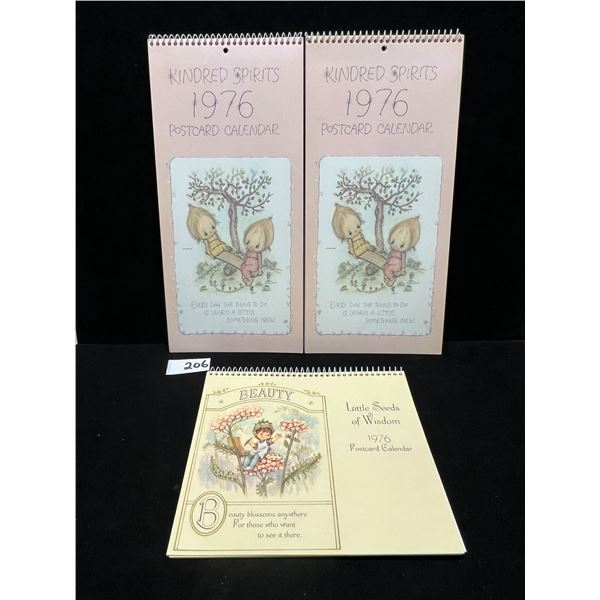 KINDRED SPIRITS
1976
POSTCARD CALENDAR
EVERY DAY THE THING TO DO
IS LEARN A LITTLE
SOMETHING NEW!
KINDRED SPIRITS
1976
POSTCARD CALENDAR
EVERY DAY THE THING TO DO
IS LEARN A LITTLE
SOMETHING NEW!
206
BEAUTY
Beauty blossoms anywhere
For those who want
to see it there.
Little Seeds
of Wisdom
1976
Postcard Calendar